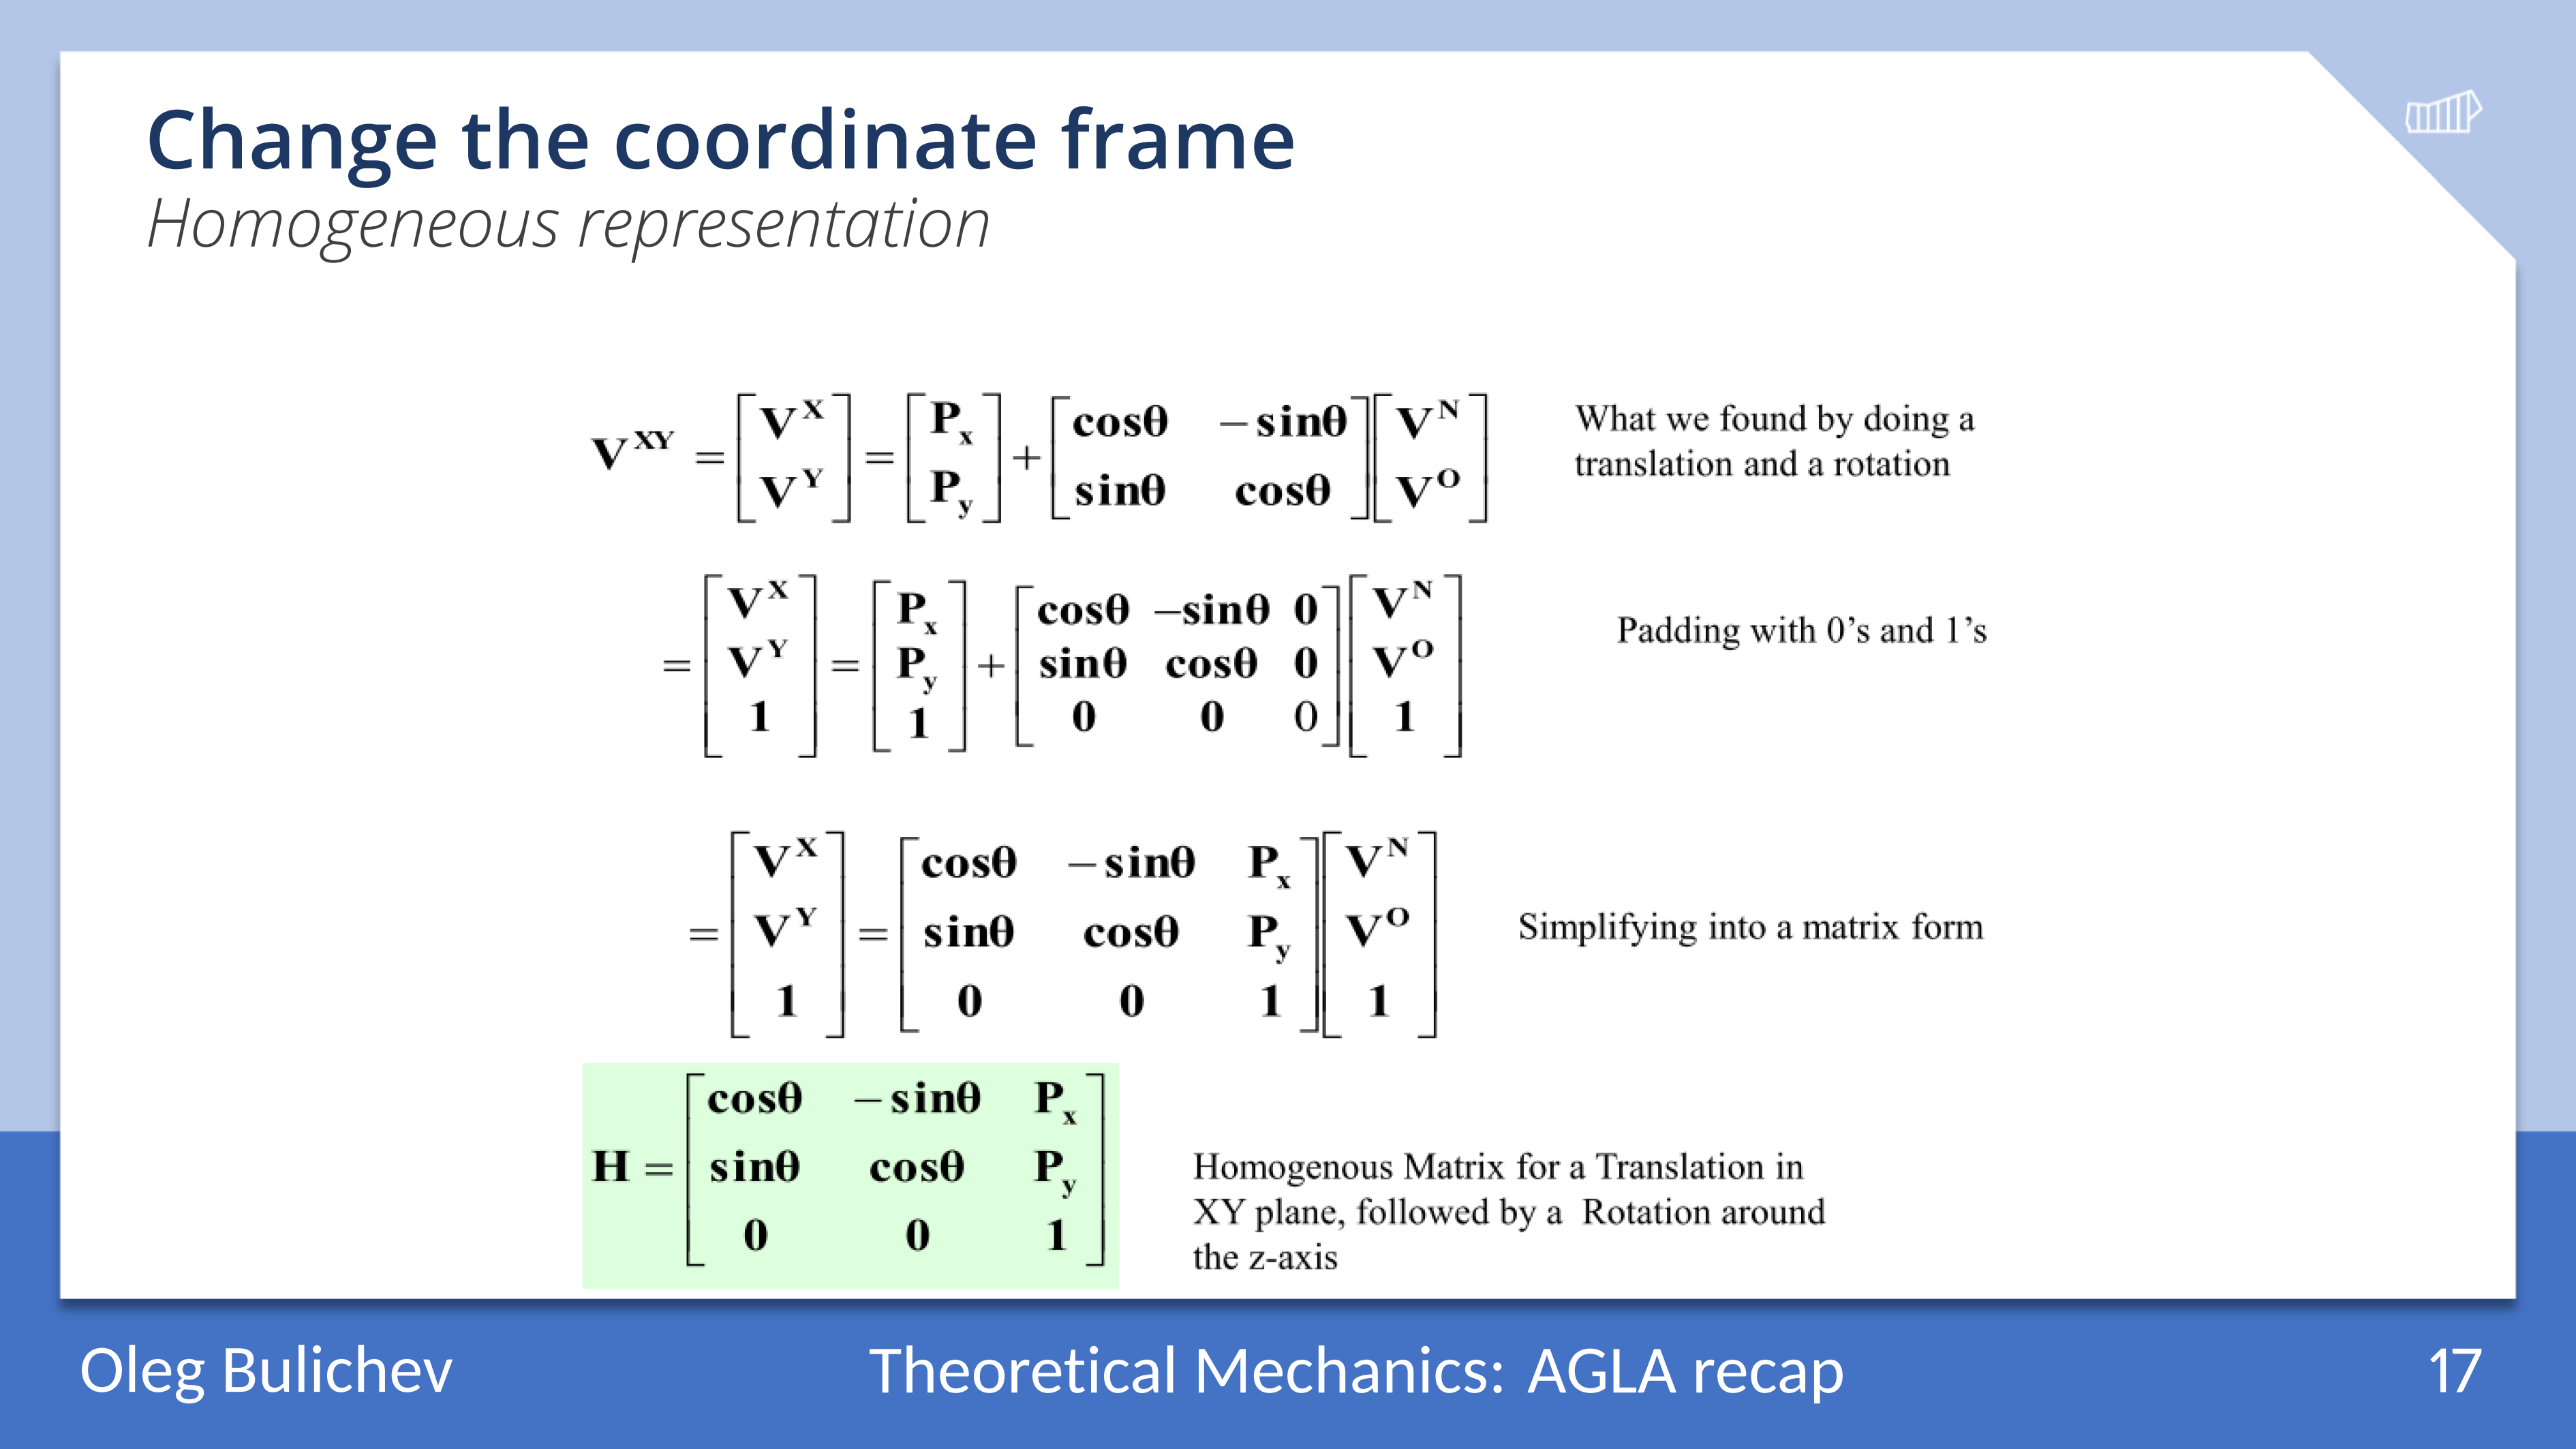 Change the coordinate frame
Homogeneous representation
V^XY = [V^X; V^Y] = [P_x; P_y] + [cosθ −sinθ; sinθ cosθ] [V^N; V^O]
What we found by doing a
translation and a rotation
= [V^X; V^Y; 1] = [P_x; P_y; 1] + [cosθ −sinθ 0; sinθ cosθ 0; 0 0 0] [V^N; V^O; 1]
Padding with 0’s and 1’s
= [V^X; V^Y; 1] = [cosθ −sinθ P_x; sinθ cosθ P_y; 0 0 1] [V^N; V^O; 1]
Simplifying into a matrix form
H = [cosθ −sinθ P_x; sinθ cosθ P_y; 0 0 1]
Homogenous Matrix for a Translation in
XY plane, followed by a Rotation around
the z-axis
Oleg Bulichev
Theoretical Mechanics: AGLA recap
17